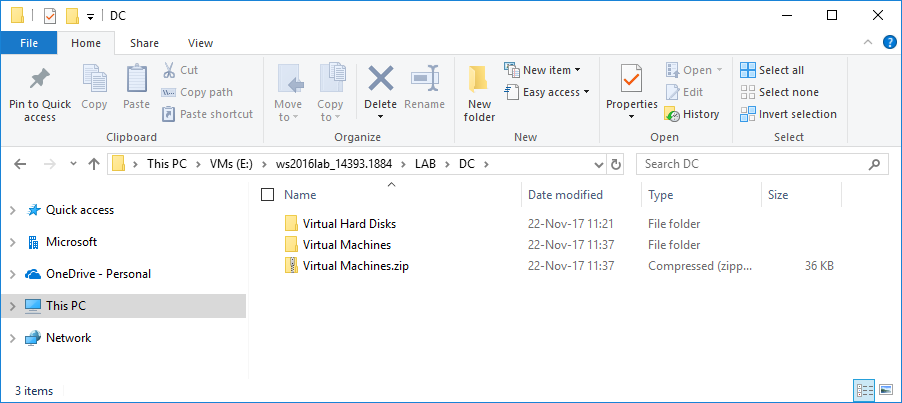 DC
File Home Share View
Pin to Quick access
Copy
Paste
Cut
Copy path
Paste shortcut
Clipboard
Move to
Copy to
Delete
Rename
Organize
New folder
New item
Easy access
New
Properties
Open
Edit
History
Open
Select all
Select none
Invert selection
Select
This PC VMs (E:) ws2016lab_14393.1884 LAB DC
Search DC
Quick access
Microsoft
OneDrive - Personal
This PC
Network
Name Date modified Type Size
Virtual Hard Disks 22-Nov-17 11:21 File folder
Virtual Machines 22-Nov-17 11:37 File folder
Virtual Machines.zip 22-Nov-17 11:37 Compressed (zipp... 36 KB
3 items